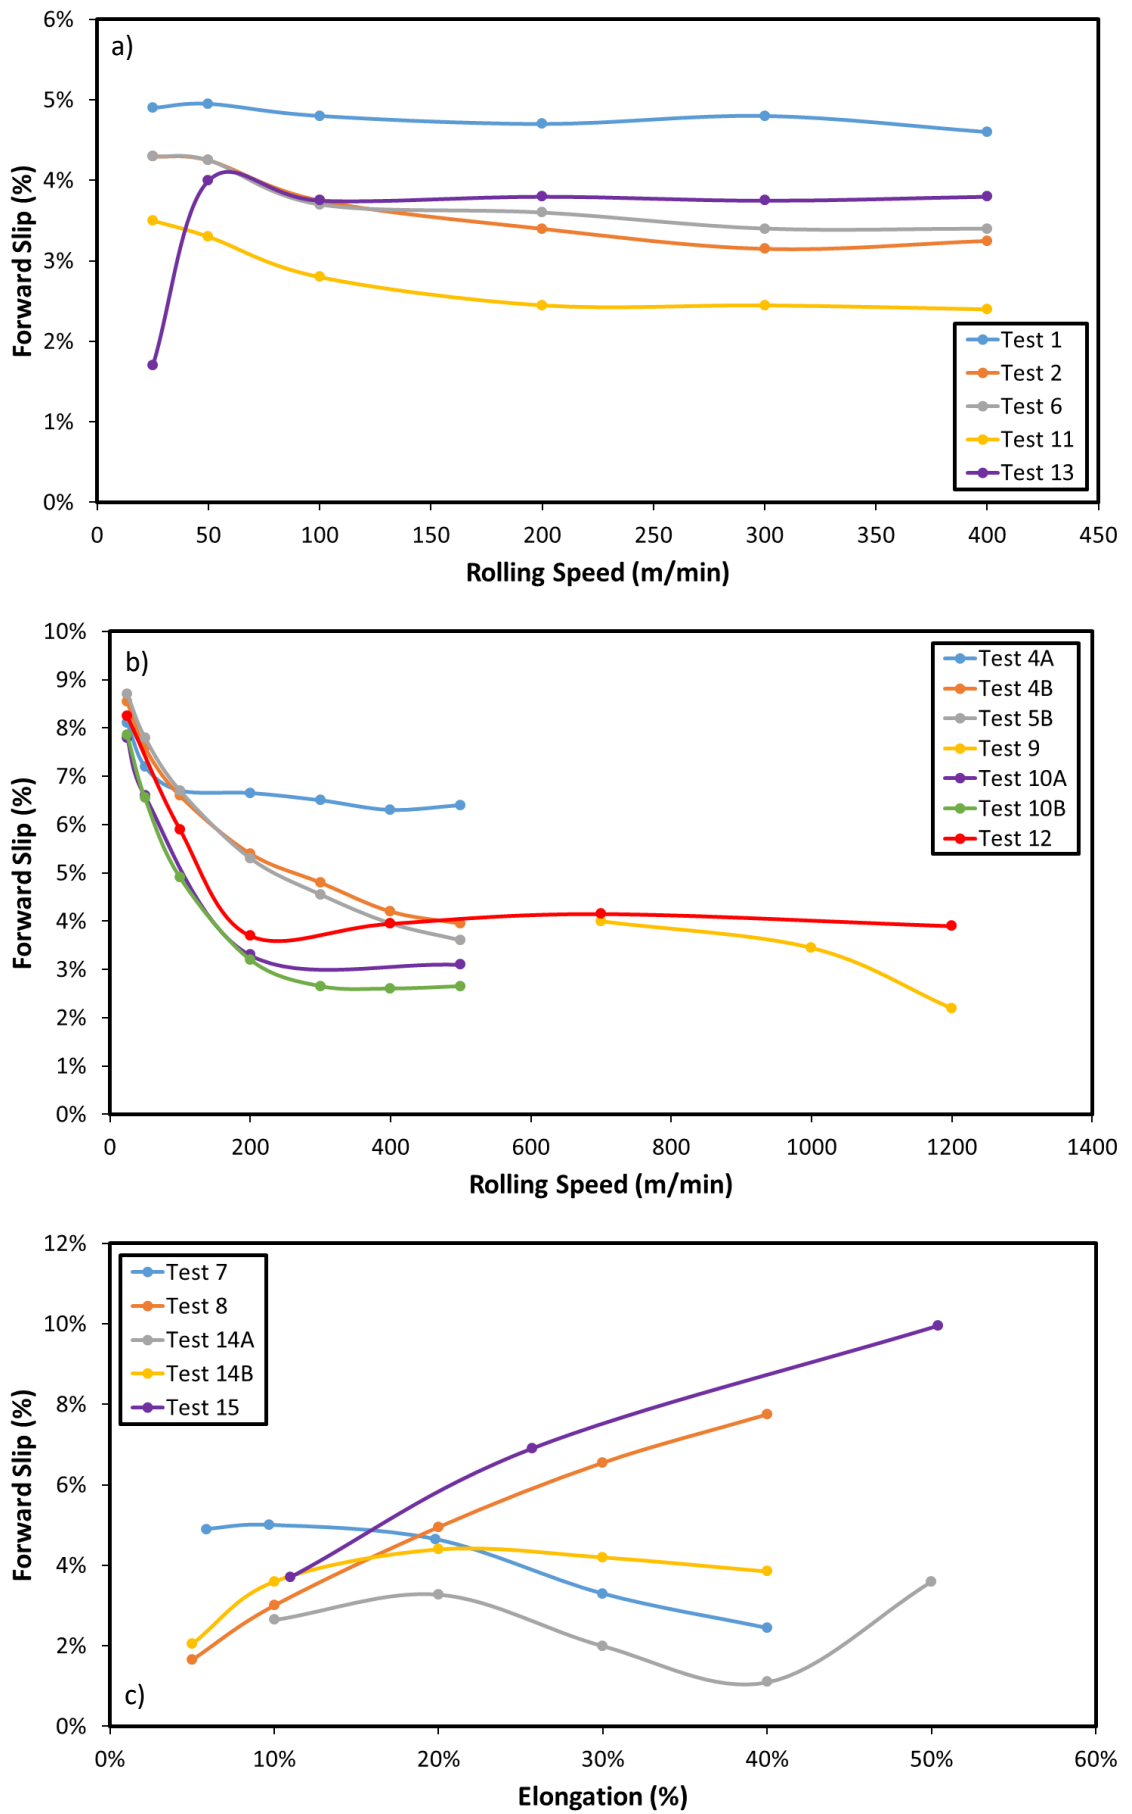 a)
6%
5%
4%
3%
2%
1%
0%
Forward Slip (%)
Test 1
Test 2
Test 6
Test 11
Test 13
0 50 100 150 200 250 300 350 400 450
Rolling Speed (m/min)
b)
10%
9%
8%
7%
6%
5%
4%
3%
2%
1%
0%
Forward Slip (%)
Test 4A
Test 4B
Test 5B
Test 9
Test 10A
Test 10B
Test 12
0 200 400 600 800 1000 1200 1400
Rolling Speed (m/min)
12%
10%
8%
6%
4%
2%
0%
Forward Slip (%)
Test 7
Test 8
Test 14A
Test 14B
Test 15
c)
0% 10% 20% 30% 40% 50% 60%
Elongation (%)